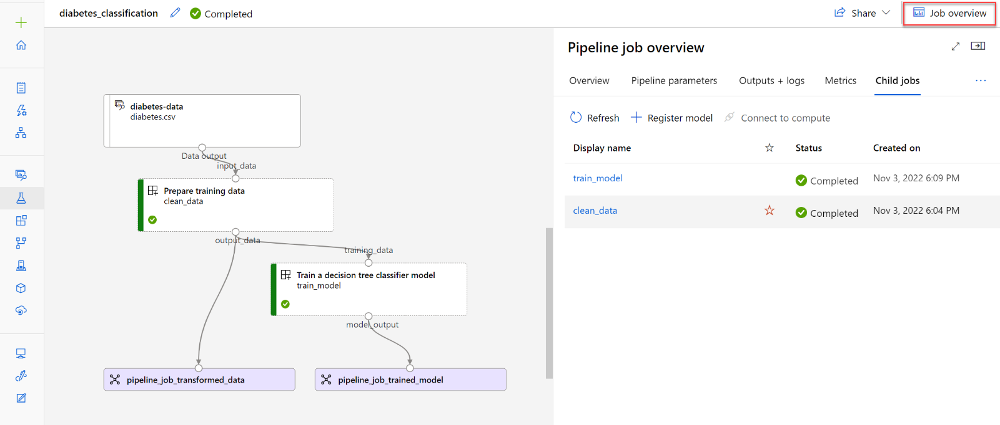 diabetes_classification
Completed
Share
Job overview
diabetes-data
diabetes.csv
Data output
input_data
Prepare training data
clean_data
output_data
training_data
Train a decision tree classifier model
train_model
model_output
pipeline_job_transformed_data
pipeline_job_trained_model
Pipeline job overview
Overview Pipeline parameters Outputs + logs Metrics Child jobs ...
Refresh Register model Connect to compute
Display name Status Created on
train_model Completed Nov 3, 2022 6:09 PM
clean_data Completed Nov 3, 2022 6:04 PM